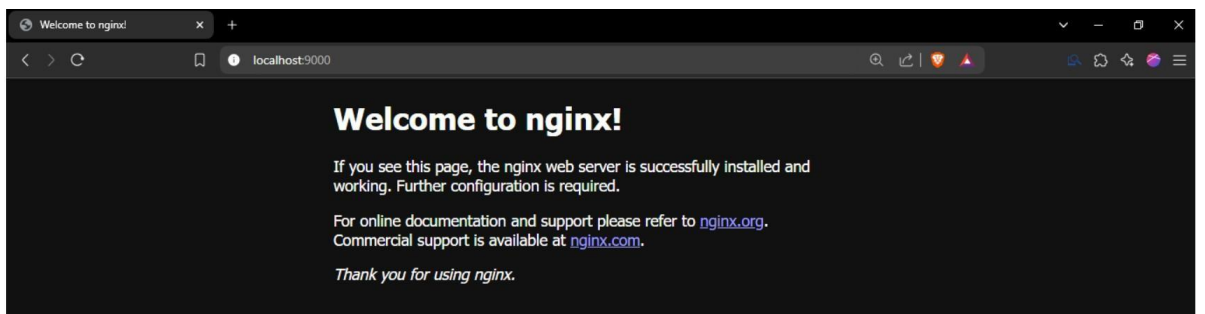 Welcome to nginx!
localhost:9000
Welcome to nginx!
If you see this page, the nginx web server is successfully installed and
working. Further configuration is required.
For online documentation and support please refer to nginx.org.
Commercial support is available at nginx.com.
Thank you for using nginx.